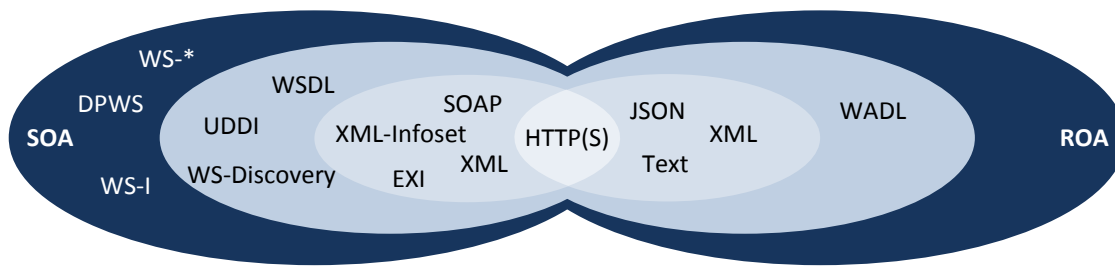 WS-*
DPWS
SOA
WS-I
WSDL
UDDI
WS-Discovery
SOAP
XML-Infoset
XML
EXI
HTTP(S)
JSON
XML
Text
WADL
ROA